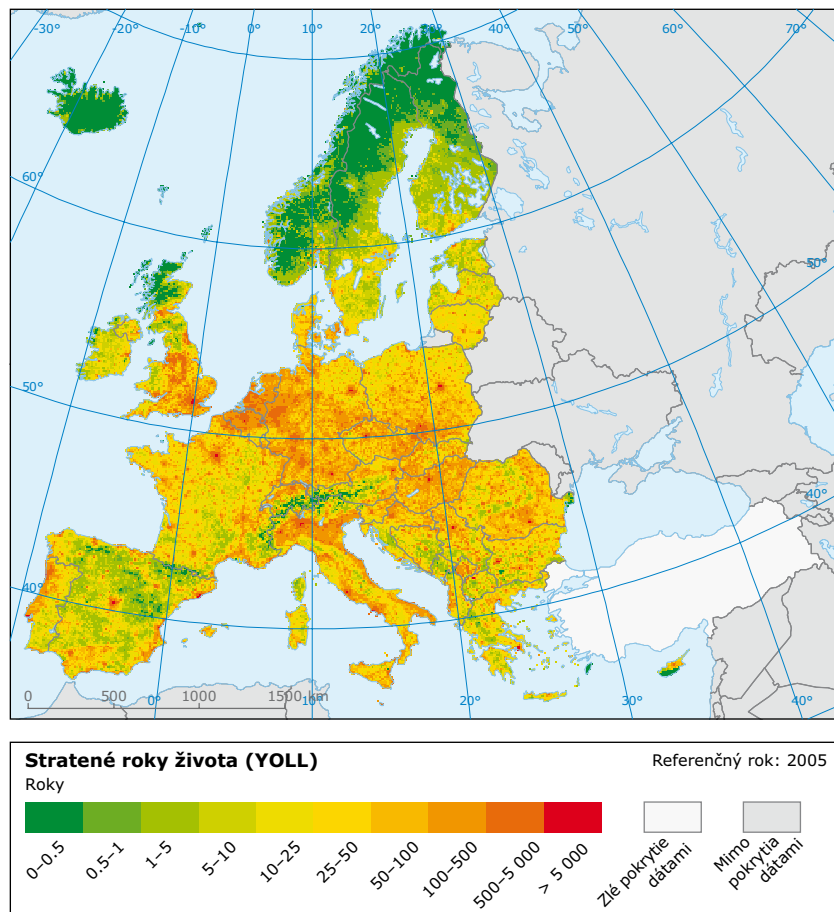 -30° -20° -10° 0° 10° 20° 30° 40° 50° 60° 70°
60°
50°
50°
40°
40°
0 500 1000 1500 km
0° 10° 20° 30° 40°
Stratené roky života (YOLL)
Referenčný rok: 2005
Roky
0–0.5
0.5–1
1–5
5–10
10–25
25–50
50–100
100–500
500–5 000
> 5 000
Zlé pokrytie
dátami
Mimo
pokrytia
dátami